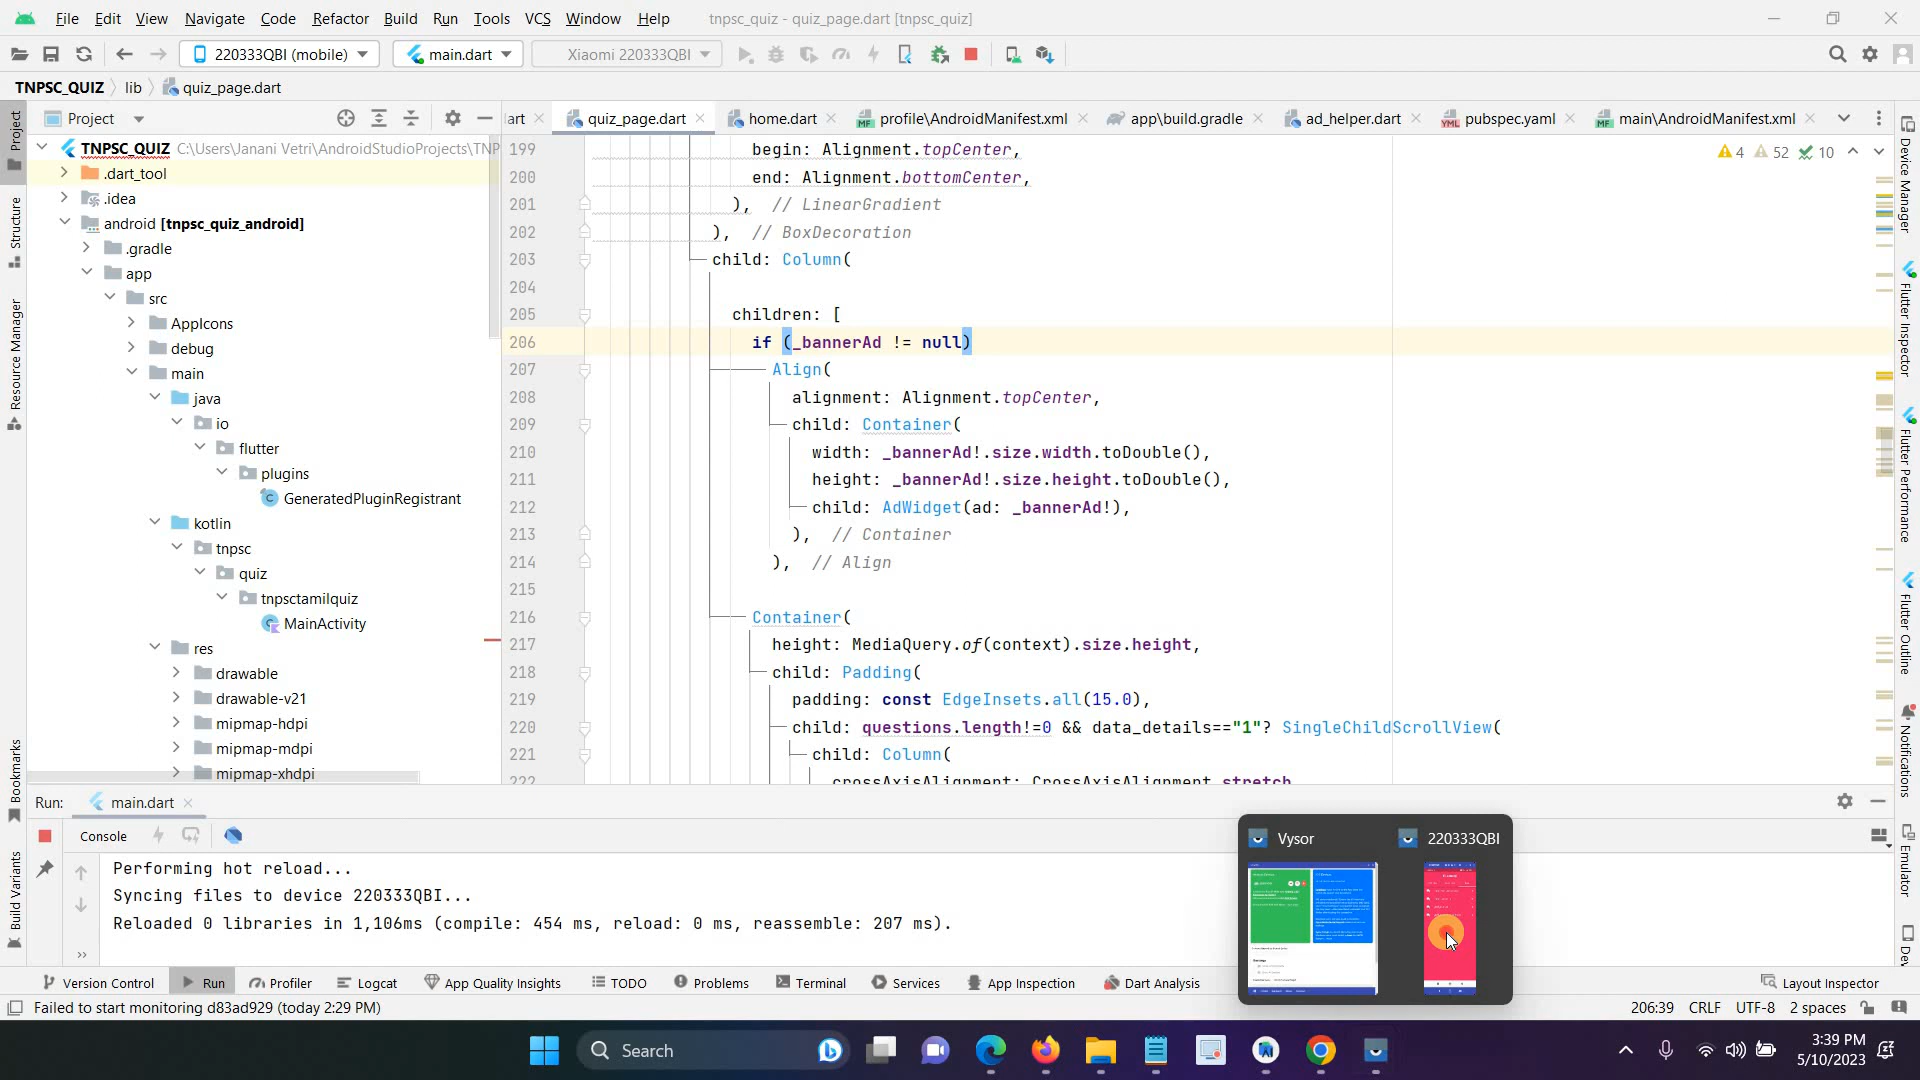 File Edit View Navigate Code Refactor Build Run Tools VCS Window Help tnpsc_quiz - quiz_page.dart [tnpsc_quiz]
220333QBI (mobile) main.dart Xiaomi 220333QBI
TNPSC_QUIZ lib quiz_page.dart
Project
art quiz_page.dart home.dart profile\AndroidManifest.xml app\build.gradle ad_helper.dart pubspec.yaml main\AndroidManifest.xml
TNPSC_QUIZ C:\Users\Janani Vetri\AndroidStudioProjects\TNP
.dart_tool
.idea
android [tnpsc_quiz_android]
.gradle
app
src
AppIcons
debug
main
java
io
flutter
plugins
GeneratedPluginRegistrant
kotlin
tnpsc
quiz
tnpsctamilquiz
MainActivity
res
drawable
drawable-v21
mipmap-hdpi
mipmap-mdpi
mipmap-xhdpi
Project
Structure
Resource Manager
Bookmarks
Build Variants
4 52 10
199 begin: Alignment.topCenter,
200 end: Alignment.bottomCenter,
201 ), // LinearGradient
202 ), // BoxDecoration
203 child: Column(
204
205 children: [
206 if (_bannerAd != null)
207 Align(
208 alignment: Alignment.topCenter,
209 child: Container(
210 width: _bannerAd!.size.width.toDouble(),
211 height: _bannerAd!.size.height.toDouble(),
212 child: AdWidget(ad: _bannerAd!),
213 ), // Container
214 ), // Align
215
216 Container(
217 height: MediaQuery.of(context).size.height,
218 child: Padding(
219 padding: const EdgeInsets.all(15.0),
220 child: questions.length!=0 && data_details=="1"? SingleChildScrollView(
221 child: Column(
222 crossAxisAlignment: CrossAxisAlignment.stretch
Device Manager
Flutter Inspector
Flutter Performance
Flutter Outline
Notifications
Emulator
Dev
Run: main.dart
Console
Performing hot reload...
Syncing files to device 220333QBI...
Reloaded 0 libraries in 1,106ms (compile: 454 ms, reload: 0 ms, reassemble: 207 ms).
Vysor 220333QBI
Version Control Run Profiler Logcat App Quality Insights TODO Problems Terminal Services App Inspection Dart Analysis Layout Inspector
Failed to start monitoring d83ad929 (today 2:29 PM) 206:39 CRLF UTF-8 2 spaces
Search
3:39 PM
5/10/2023